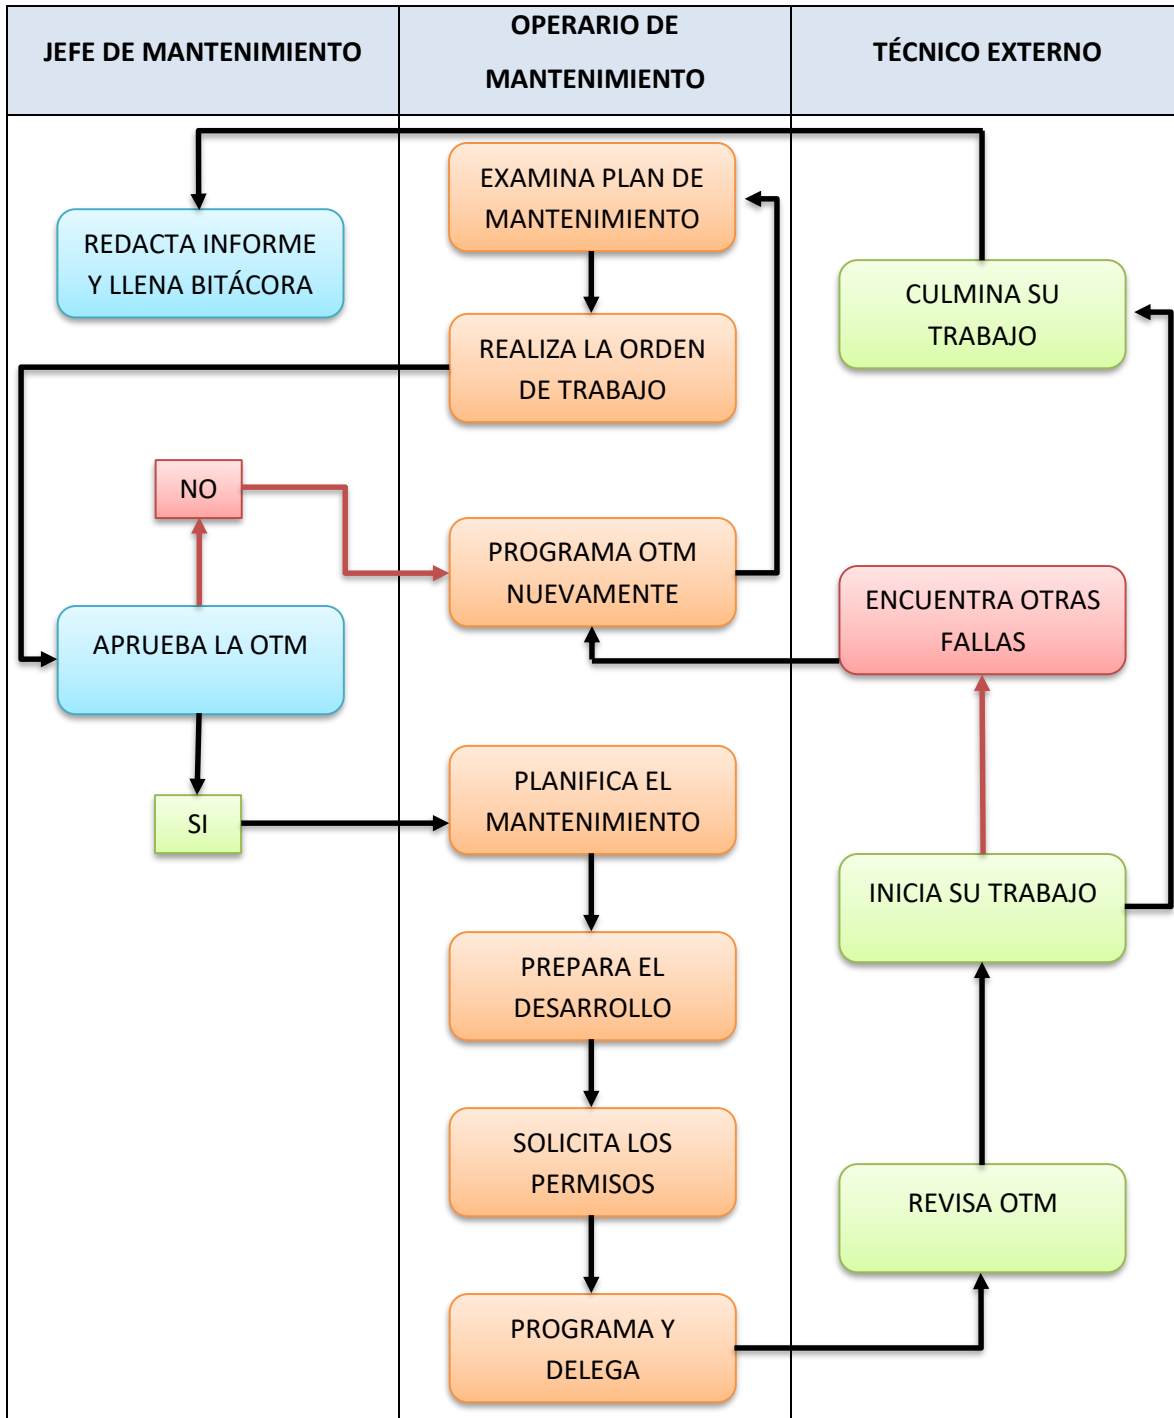 JEFE DE MANTENIMIENTO
OPERARIO DE
MANTENIMIENTO
TÉCNICO EXTERNO
EXAMINA PLAN DE
MANTENIMIENTO
REDACTA INFORME
Y LLENA BITÁCORA
CULMINA SU
TRABAJO
REALIZA LA ORDEN
DE TRABAJO
NO
PROGRAMA OTM
NUEVAMENTE
ENCUENTRA OTRAS
FALLAS
APRUEBA LA OTM
PLANIFICA EL
MANTENIMIENTO
SI
INICIA SU TRABAJO
PREPARA EL
DESARROLLO
SOLICITA LOS
PERMISOS
REVISA OTM
PROGRAMA Y
DELEGA